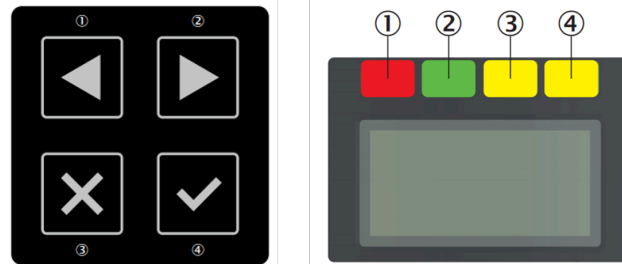 ① ②
③ ④
① ② ③ ④